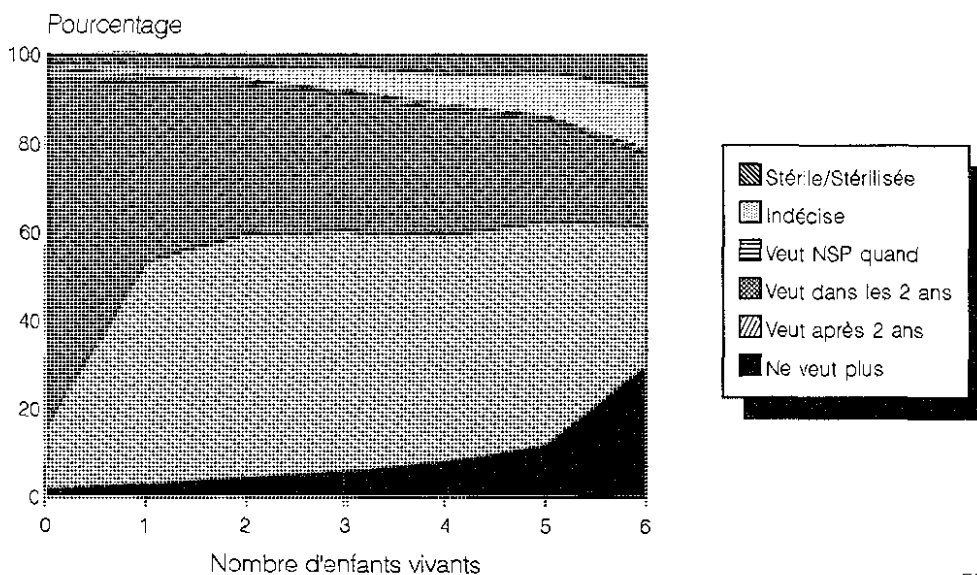 Pourcentage
100
80
60
40
20
0
0 1 2 3 4 5 6
Nombre d'enfants vivants
Stérile/Stérilisée
Indécise
Veut NSP quand
Veut dans les 2 ans
Veut après 2 ans
Ne veut plus